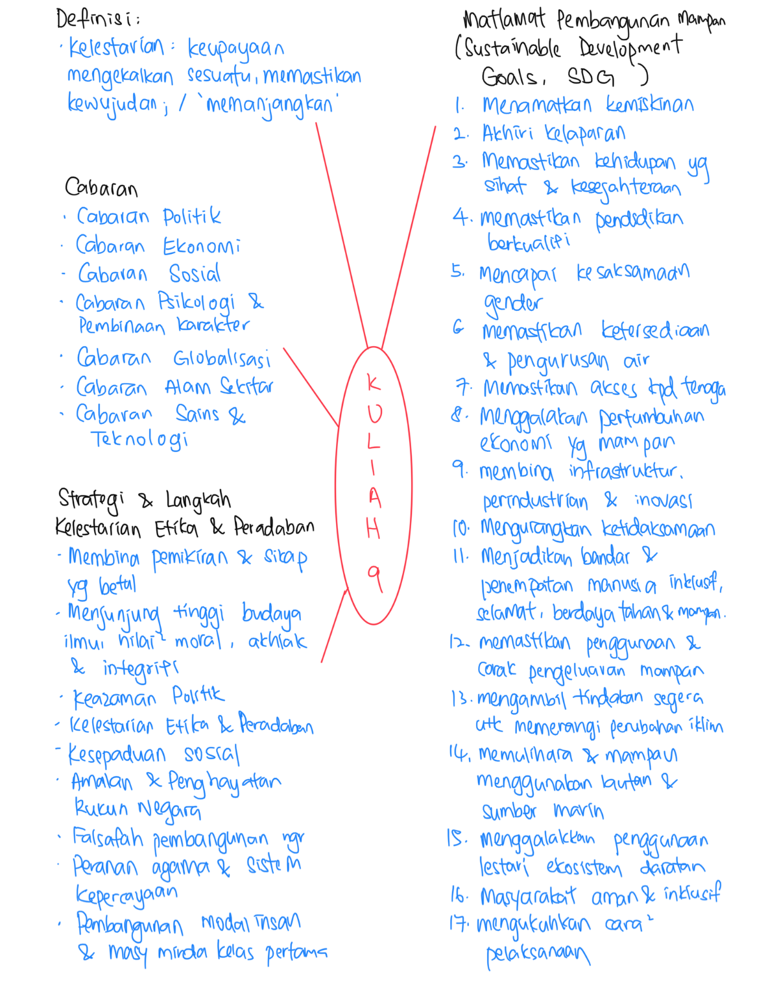 Definisi:
· Kelestarian: keupayaan
mengekalkan sesuatu, memastikan
kewujudan; / 'memanjangkan'
Cabaran
· Cabaran Politik
· Cabaran Ekonomi
- Cabaran Sosial
· Cabaran Psikologi &
Pembinaan karakter
· Cabaran Globalisasi
· Cabaran Alam Sekitar
· Cabaran Sains &
Teknologi
Strategi & Langkah
Kelestarian Etika & Peradaban
- Membina pemikiran & sikap
yg betul
- Menjunjung tinggi budaya
ilmu, nilai² moral, akhlak
& integriti
· Keazaman Politik
- Kelestarian Etika & Peradaban
- Kesepaduan sosial
· Amalan & Penghayatan
Rukun Negara
· Falsafah pembangunan ngr
· Peranan agama & sistem
kepercayaan
· Pembangunan modal insan
& masy minda kelas pertama
KULIAH 9
Matlamat Pembangunan Mampan
(Sustainable Development
Goals, SDG)
1. Menamatkan kemiskinan
2. Akhiri kelaparan
3. Memastikan kehidupan yg
sihat & kesejahteraan
4. memastikan pendidikan
berkualiti
5. Mencapai kesaksamaan
gender
6 memastikan ketersediaan
& pengurusan air
7. Memastikan akses kpd tenaga
8. Menggalakan pertumbuhan
ekonomi yg mampan
9. membina infrastruktur,
perindustrian & inovasi
10. Mengurangkan ketidaksamaan
11. Menjadikan bandar &
penempatan manusia inklusif,
selamat, berdaya tahan & mampan.
12. memastikan penggunaan &
corak pengeluaran mampan
13. mengambil tindakan segera
utk memerangi perubahan iklim
14. Memulihara & mampan
menggunakan lautan &
sumber marin
15. menggalakkan penggunaan
lestari ekosistem daratan
16. Masyarakat aman & inklusif
17. mengukuhkan cara²
pelaksanaan